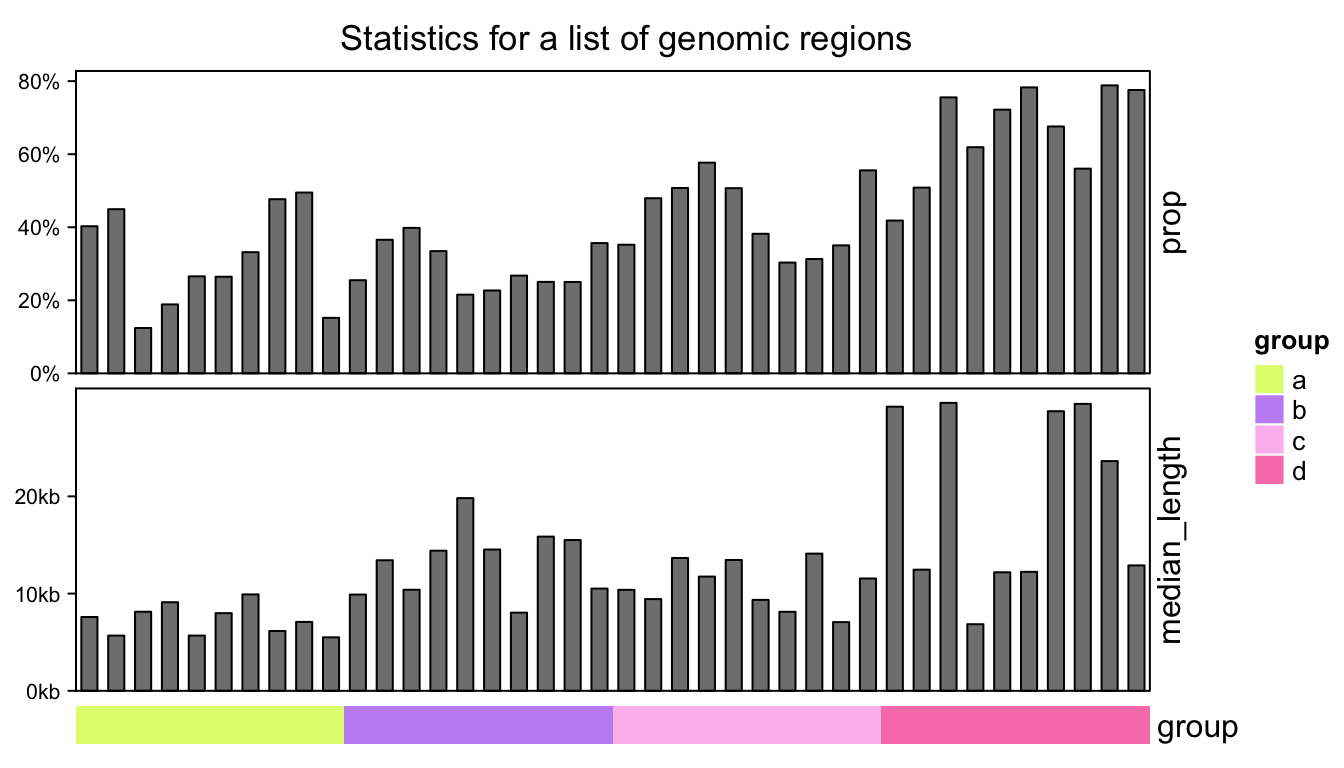 Statistics for a list of genomic regions
80%
60%
40%
20%
0%
prop
20kb
10kb
0kb
median_length
group
group
a
b
c
d